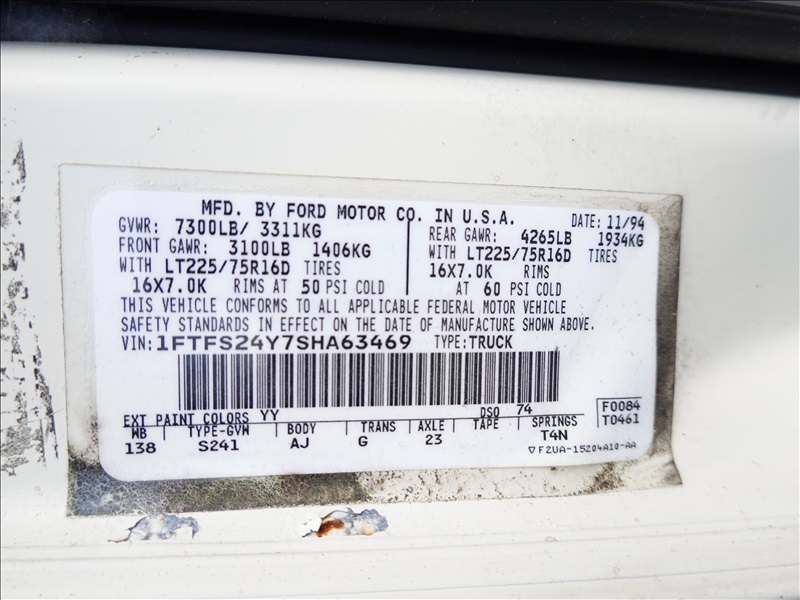 MFD. BY FORD MOTOR CO. IN U.S.A.
DATE: 11/94
GVWR: 7300LB/ 3311KG
FRONT GAWR: 3100LB 1406KG
WITH LT225/75R16D TIRES
16X7.0K RIMS AT 50 PSI COLD
REAR GAWR: 4265LB 1934KG
WITH LT225/75R16D TIRES
16X7.0K RIMS
AT 60 PSI COLD
THIS VEHICLE CONFORMS TO ALL APPLICABLE FEDERAL MOTOR VEHICLE
SAFETY STANDARDS IN EFFECT ON THE DATE OF MANUFACTURE SHOWN ABOVE.
VIN: 1FTFS24Y7SHA63469 TYPE: TRUCK
EXT PAINT COLORS YY DSO 74
F0084
T0461
WB TYPE-GVW BODY TRANS AXLE TAPE SPRINGS
138 S241 AJ G 23 T4N
▽ F2UA-15204A10-AA